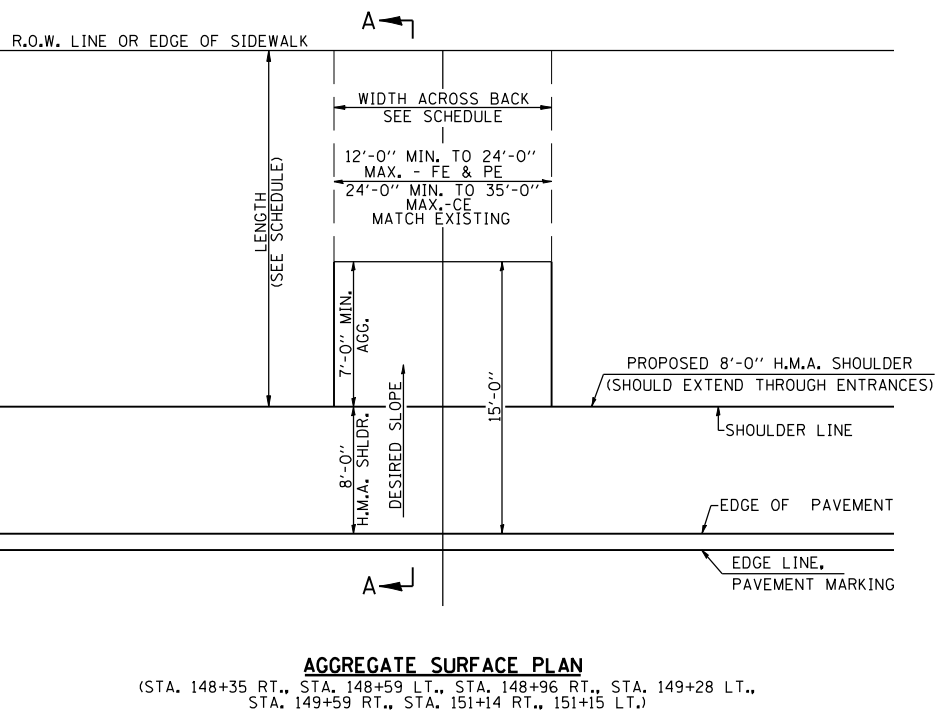 A
R.O.W. LINE OR EDGE OF SIDEWALK
WIDTH ACROSS BACK
SEE SCHEDULE
12'-0'' MIN. TO 24'-0''
MAX. - FE & PE
24'-0'' MIN. TO 35'-0''
MAX.-CE
MATCH EXISTING
LENGTH
(SEE SCHEDULE)
7'-0'' MIN.
AGG.
DESIRED SLOPE
15'-0''
8'-0''
H.M.A. SHLDR.
PROPOSED 8'-0'' H.M.A. SHOULDER
(SHOULD EXTEND THROUGH ENTRANCES)
SHOULDER LINE
EDGE OF PAVEMENT
EDGE LINE,
PAVEMENT MARKING
A
AGGREGATE SURFACE PLAN
(STA. 148+35 RT., STA. 148+59 LT., STA. 148+96 RT., STA. 149+28 LT.,
STA. 149+59 RT., STA. 151+14 RT., 151+15 LT.)